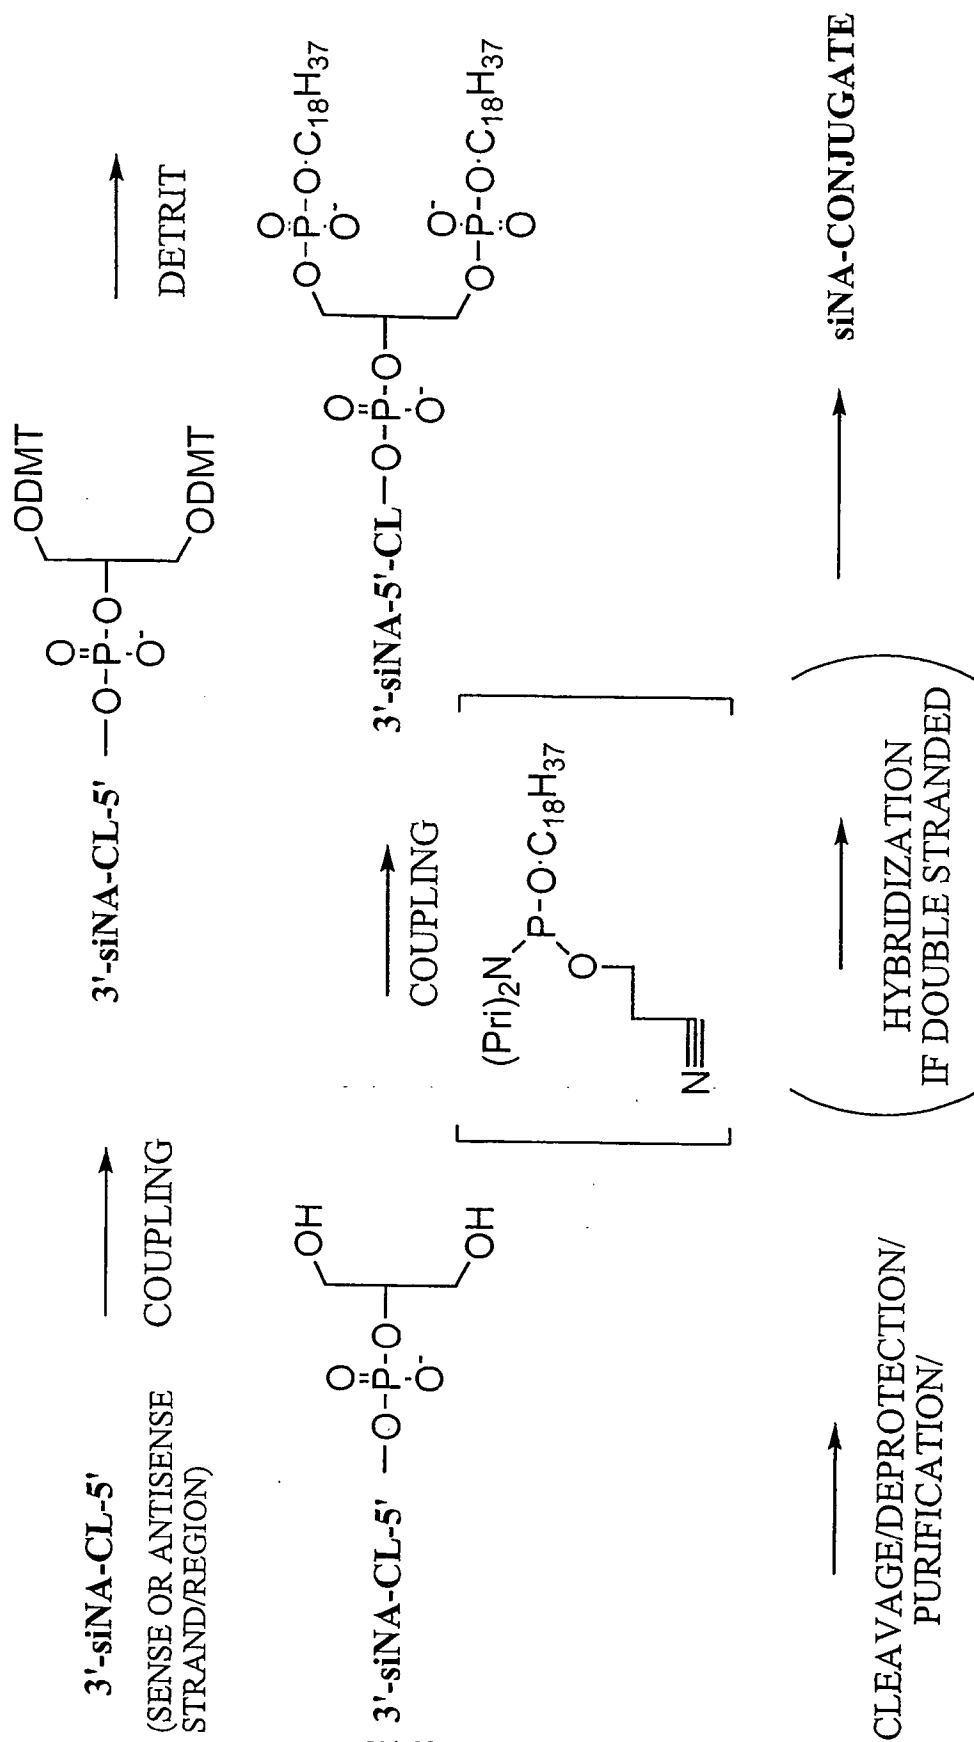 3'-siNA-CL-5'
(SENSE OR ANTISENSE
STRAND/REGION)
COUPLING
3'-siNA-CL-5' —O-P-O
O
O-
ODMT
ODMT
DETRIT
3'-siNA-CL-5' —O-P-O
O
O-
OH
OH
COUPLING
(Pri)2N P-O·C18H37
O
N
3'-siNA-5'-CL —O-P-O
O
O-
O-P-O·C18H37
O
O-
O-P-O·C18H37
O-
O
CLEAVAGE/DEPROTECTION/
PURIFICATION/
HYBRIDIZATION
IF DOUBLE STRANDED
siNA-CONJUGATE